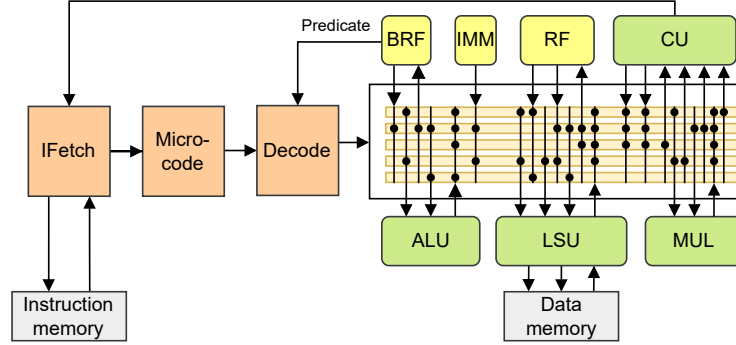 Predicate
BRF
IMM
RF
CU
IFetch
Micro-
code
Decode
ALU
LSU
MUL
Instruction
memory
Data
memory